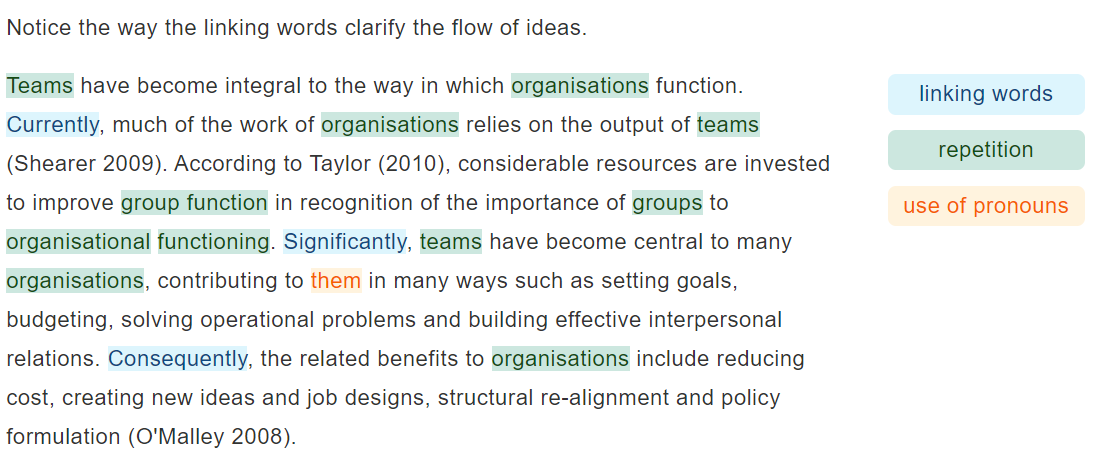 Notice the way the linking words clarify the flow of ideas.
Teams have become integral to the way in which organisations function.
Currently, much of the work of organisations relies on the output of teams
(Shearer 2009). According to Taylor (2010), considerable resources are invested
to improve group function in recognition of the importance of groups to
organisational functioning. Significantly, teams have become central to many
organisations, contributing to them in many ways such as setting goals,
budgeting, solving operational problems and building effective interpersonal
relations. Consequently, the related benefits to organisations include reducing
cost, creating new ideas and job designs, structural re-alignment and policy
formulation (O'Malley 2008).
linking words
repetition
use of pronouns